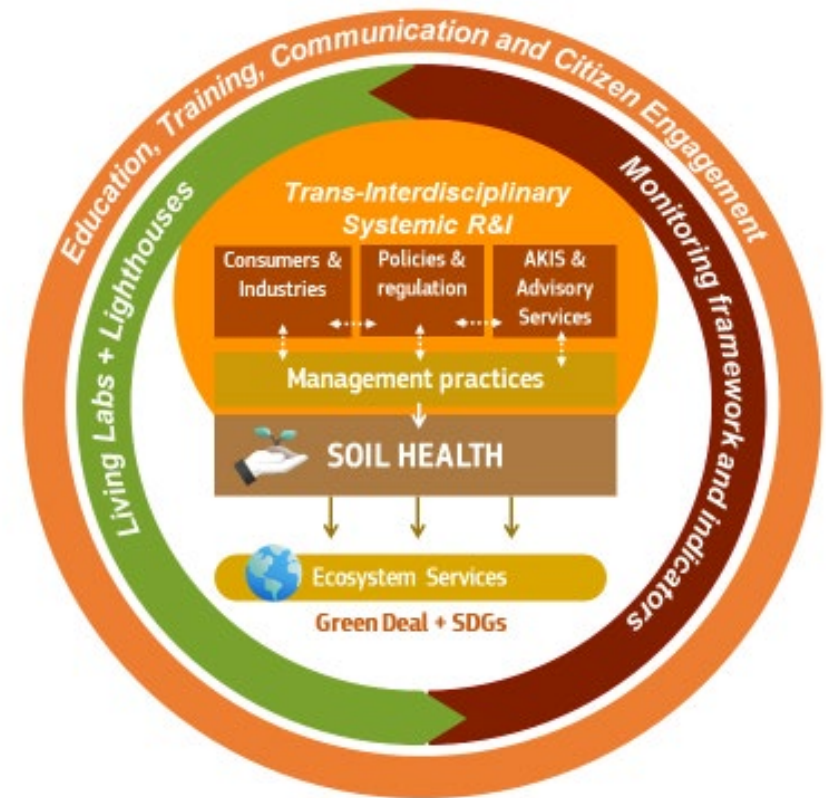 Education, Training, Communication and Citizen Engagement
Living Labs + Lighthouses
Monitoring framework and indicators
Trans-Interdisciplinary
Systemic R&I
Consumers &
Industries
Policies &
regulation
AKIS &
Advisory
Services
Management practices
SOIL HEALTH
Ecosystem Services
Green Deal + SDGs